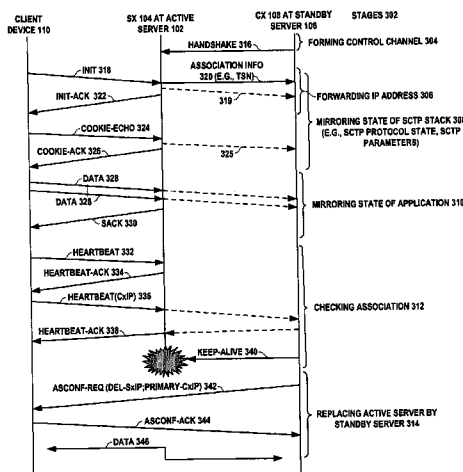 CLIENT
DEVICE 110
SX 104 AT ACTIVE
SERVER 102
CX 108 AT STANDBY
SERVER 106
STAGES 302
HANDSHAKE 316
FORMING CONTROL CHANNEL 304
INIT 318
ASSOCIATION INFO
320 (E.G., TSN)
319
INIT-ACK 322
FORWARDING IP ADDRESS 306
COOKIE-ECHO 324
325
COOKIE-ACK 326
MIRRORING STATE OF SCTP STACK 308
(E.G., SCTP PROTOCOL STATE, SCTP
PARAMETERS)
DATA 328
DATA 328
SACK 330
MIRRORING STATE OF APPLICATION 310
HEARTBEAT 332
HEARTBEAT-ACK 334
HEARTBEAT(CxIP) 336
HEARTBEAT-ACK 338
CHECKING ASSOCIATION 312
KEEP-ALIVE 340
ASCONF-REQ (DEL-SxIP;PRIMARY-CxIP) 342
ASCONF-ACK 344
REPLACING ACTIVE SERVER BY
STANDBY SERVER 314
DATA 346